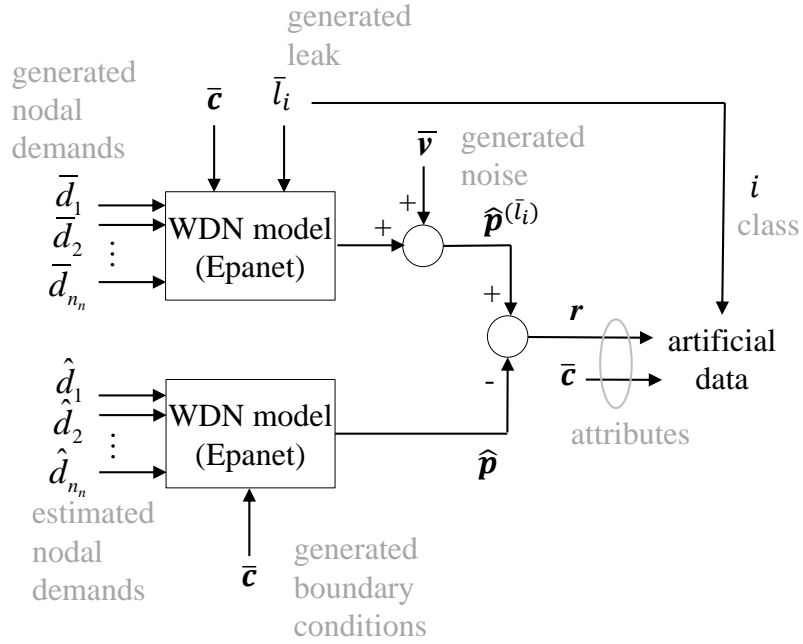 generated
leak
generated
nodal
demands
c̄
l̄ᵢ
v̄
generated
noise
d̄₁
d̄₂
⋮
d̄ₙₙ
WDN model
(Epanet)
+
+
p̂^(l̄ᵢ)
i
class
+
r
-
c̄
artificial
data
attributes
d̂₁
d̂₂
⋮
d̂ₙₙ
WDN model
(Epanet)
p̂
estimated
nodal
demands
c̄
generated
boundary
conditions